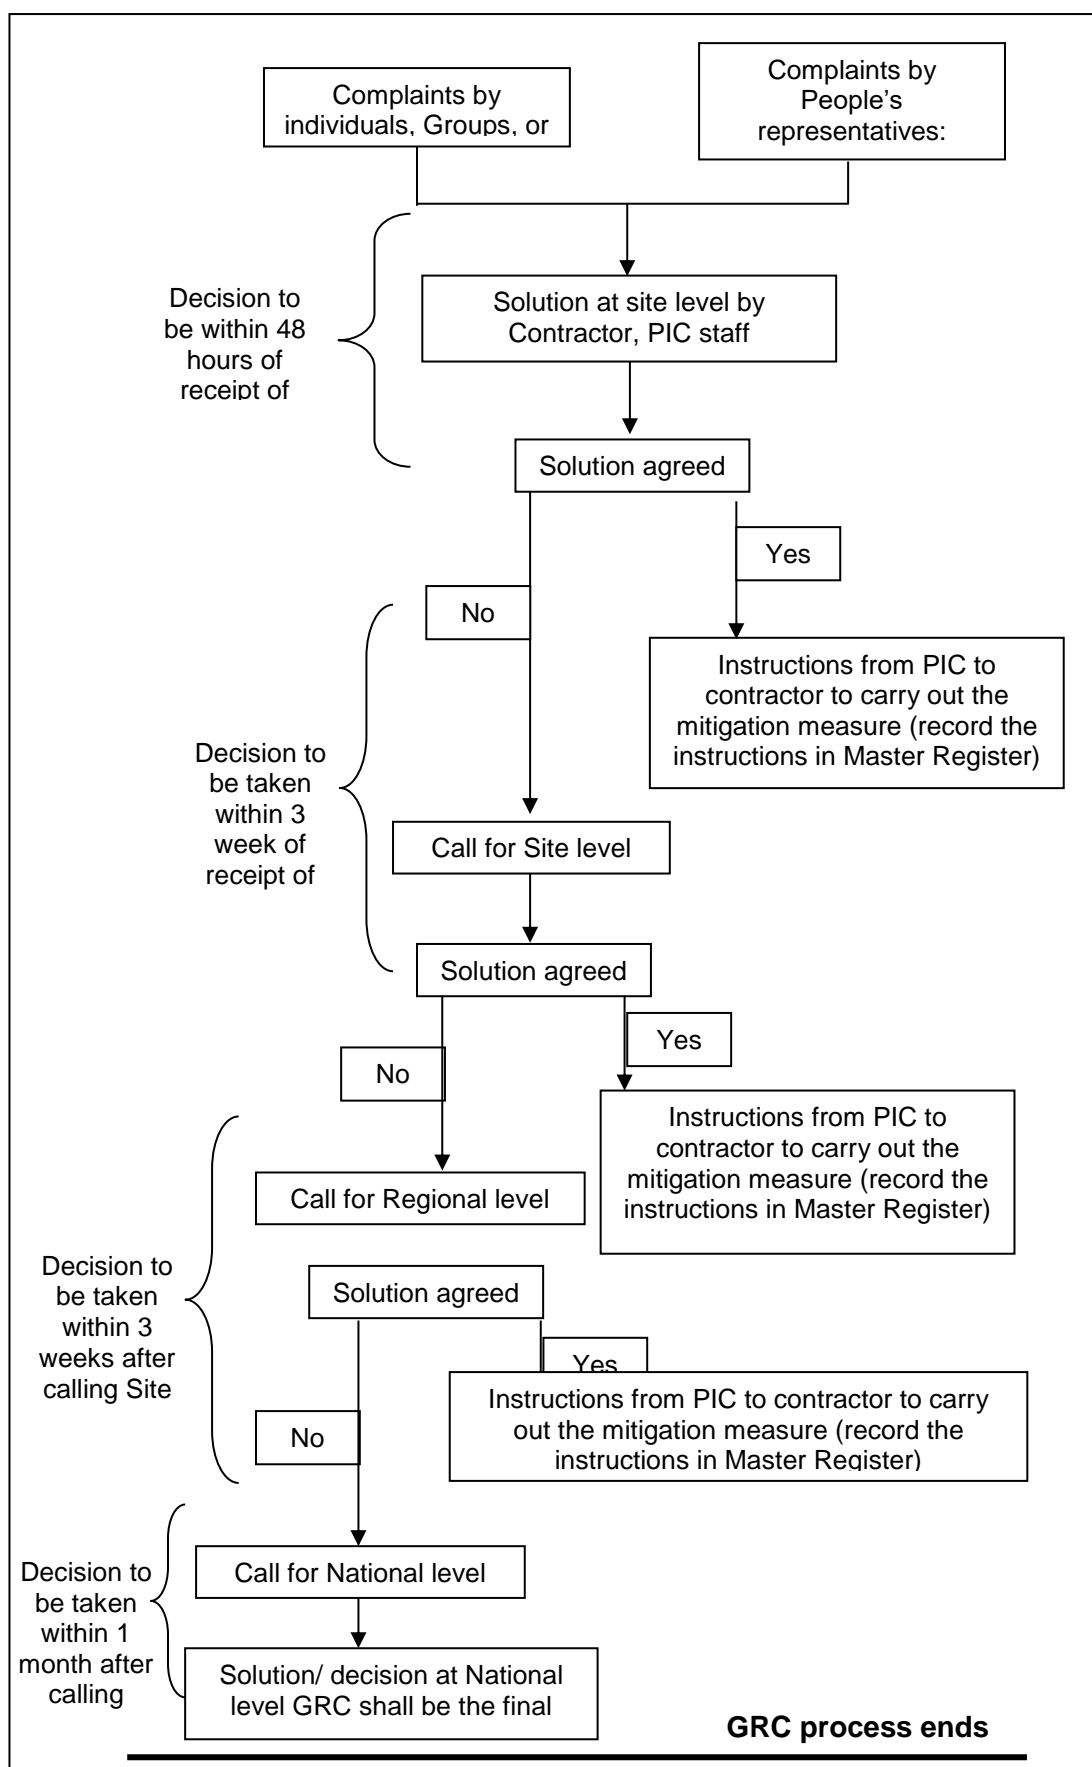 Complaints by
individuals, Groups, or
Complaints by
People's
representatives:
Decision to
be within 48
hours of
receipt of
Solution at site level by
Contractor, PIC staff
Solution agreed
Yes
No
Instructions from PIC to
contractor to carry out the
mitigation measure (record the
instructions in Master Register)
Decision to
be taken
within 3
week of
receipt of
Call for Site level
Solution agreed
Yes
No
Instructions from PIC to
contractor to carry out the
mitigation measure (record the
instructions in Master Register)
Call for Regional level
Decision to
be taken
within 3
weeks after
calling Site
Solution agreed
Yes
Instructions from PIC to contractor to carry
out the mitigation measure (record the
instructions in Master Register)
No
Call for National level
Decision to
be taken
within 1
month after
calling
Solution/ decision at National
level GRC shall be the final
GRC process ends